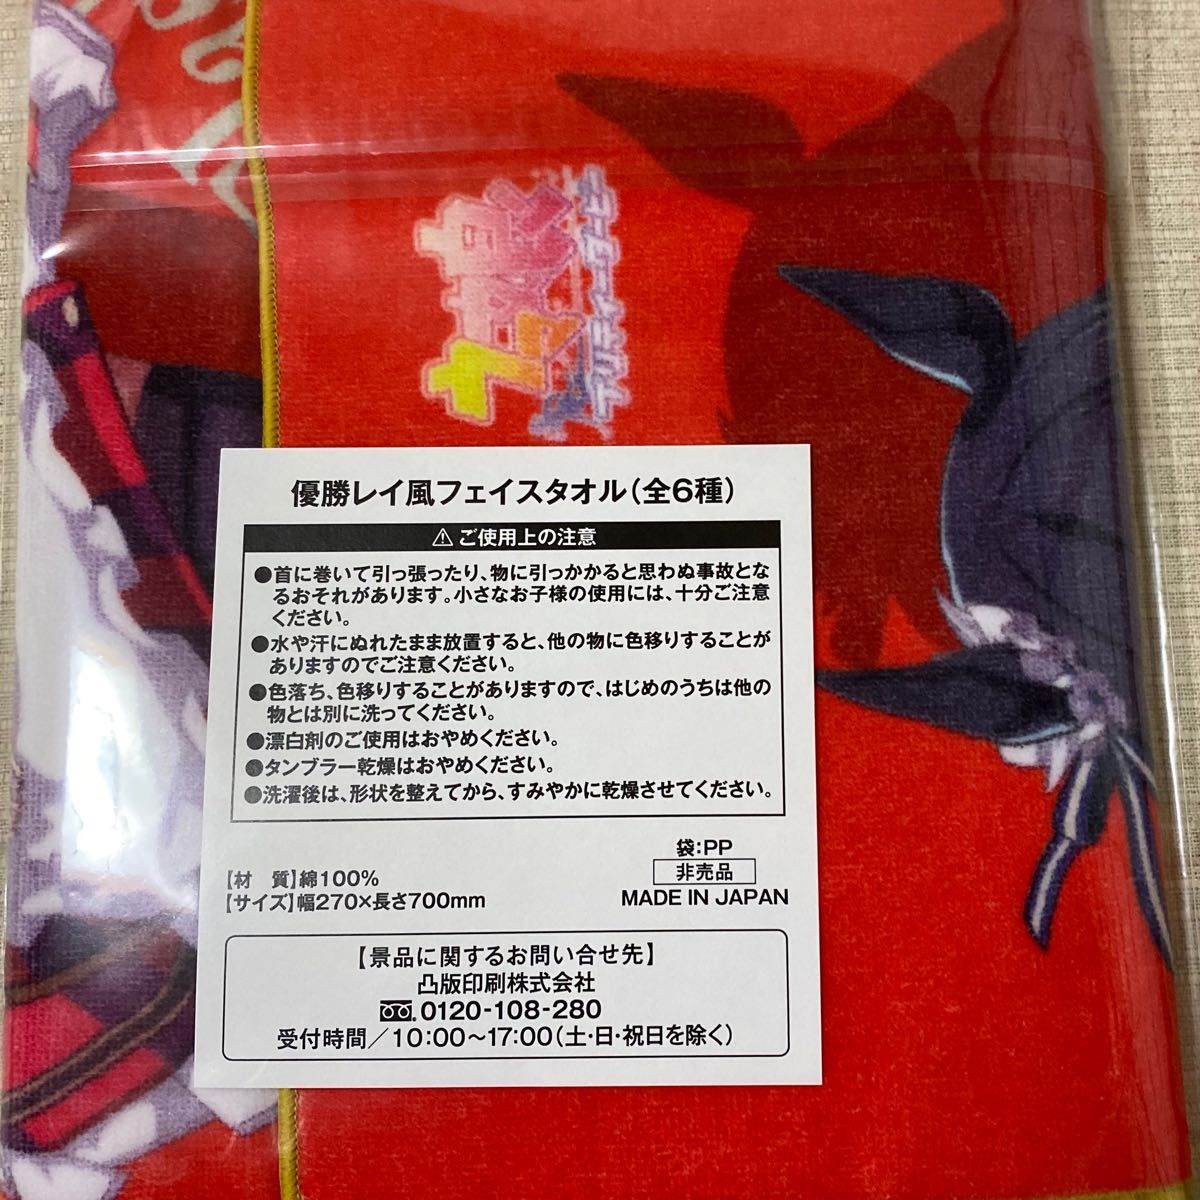 ウマ娘
プリティーダービー
優勝レイ風フェイスタオル(全6種)
⚠ ご使用上の注意
●首に巻いて引っ張ったり、物に引っかかると思わぬ事故とな
るおそれがあります。小さなお子様の使用には、十分ご注意
ください。
●水や汗にぬれたまま放置すると、他の物に色移りすることが
ありますのでご注意ください。
●色落ち、色移りすることがありますので、はじめのうちは他の
物とは別に洗ってください。
●漂白剤のご使用はおやめください。
●タンブラー乾燥はおやめください。
●洗濯後は、形状を整えてから、すみやかに乾燥させてください。
袋:PP
非売品
MADE IN JAPAN
【材　質】綿100%
【サイズ】幅270×長さ700mm
【景品に関するお問い合せ先】
凸版印刷株式会社
0120-108-280
受付時間/10:00~17:00(土・日・祝日を除く)